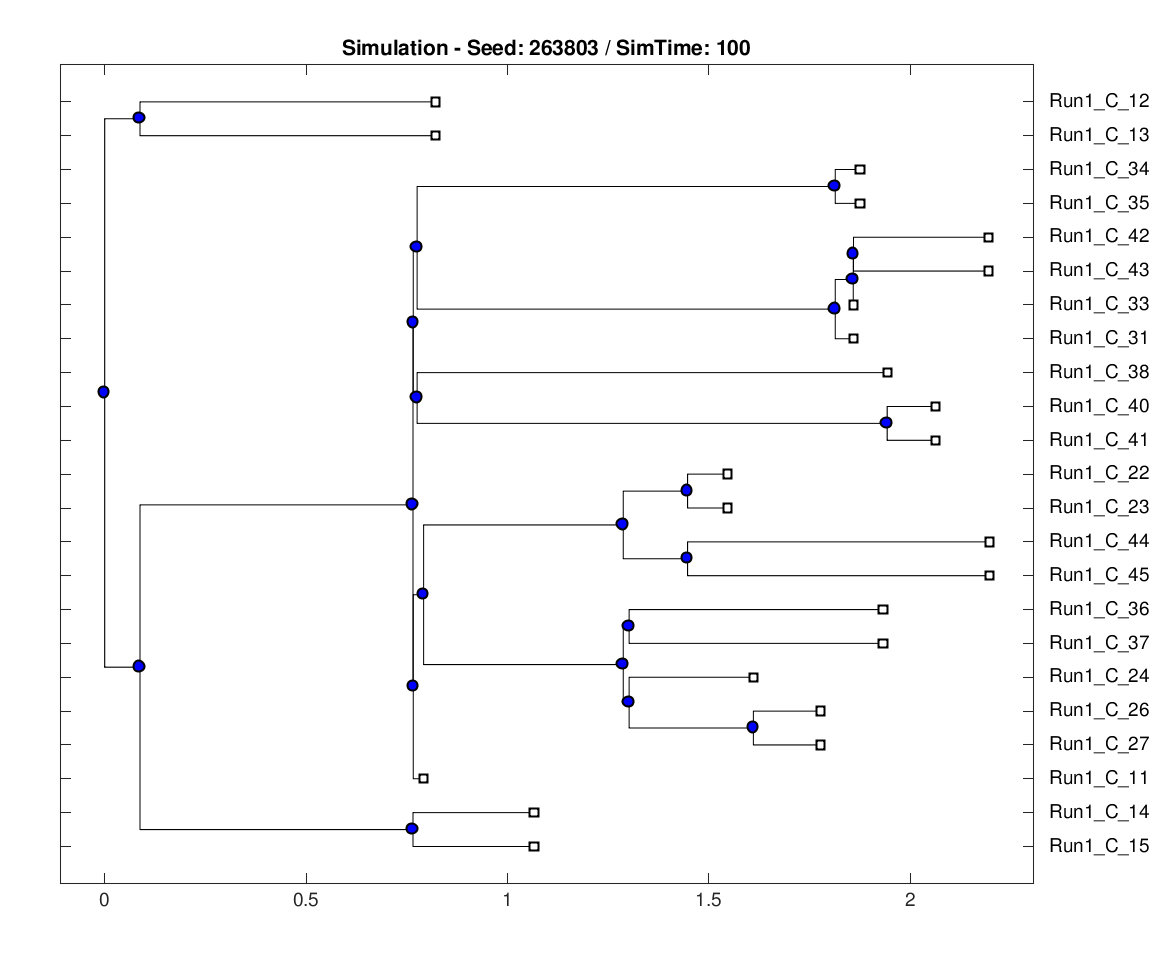 Simulation - Seed: 263803 / SimTime: 100
Run1_C_12
Run1_C_13
Run1_C_34
Run1_C_35
Run1_C_42
Run1_C_43
Run1_C_33
Run1_C_31
Run1_C_38
Run1_C_40
Run1_C_41
Run1_C_22
Run1_C_23
Run1_C_44
Run1_C_45
Run1_C_36
Run1_C_37
Run1_C_24
Run1_C_26
Run1_C_27
Run1_C_11
Run1_C_14
Run1_C_15
0 0.5 1 1.5 2